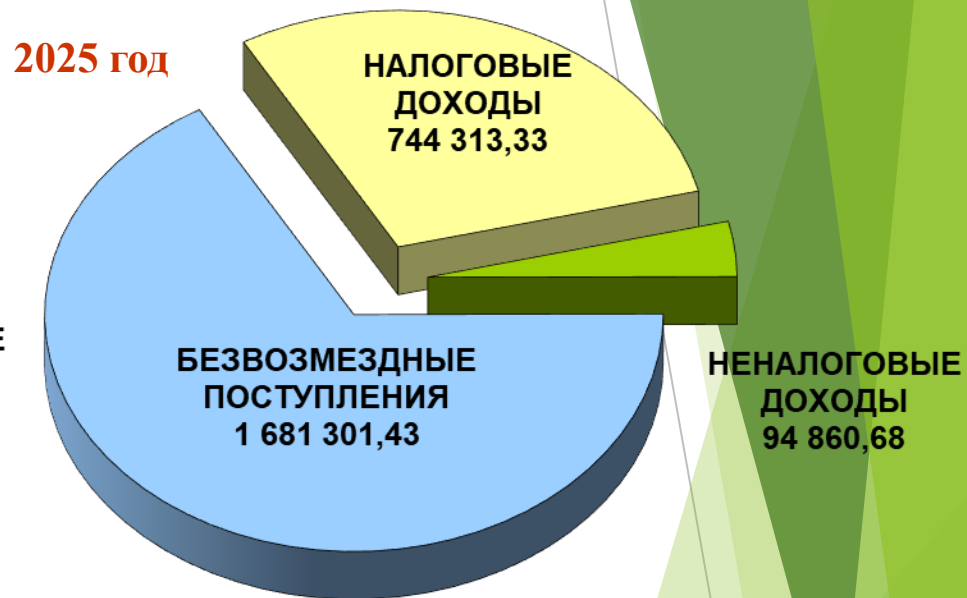 2025 год
НАЛОГОВЫЕ
ДОХОДЫ
744 313,33
Е
БЕЗВОЗМЕЗДНЫЕ
ПОСТУПЛЕНИЯ
1 681 301,43
НЕНАЛОГОВЫЕ
ДОХОДЫ
94 860,68